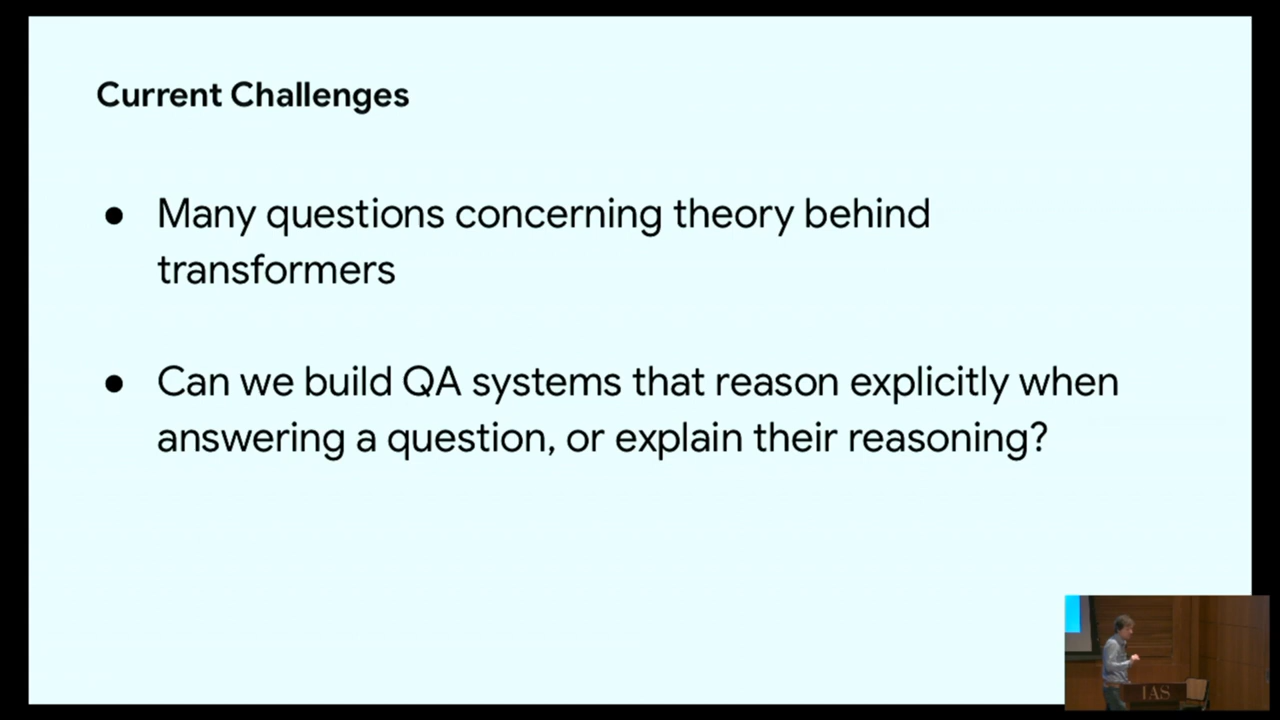 Current Challenges
● Many questions concerning theory behind
transformers
● Can we build QA systems that reason explicitly when
answering a question, or explain their reasoning?
IAS